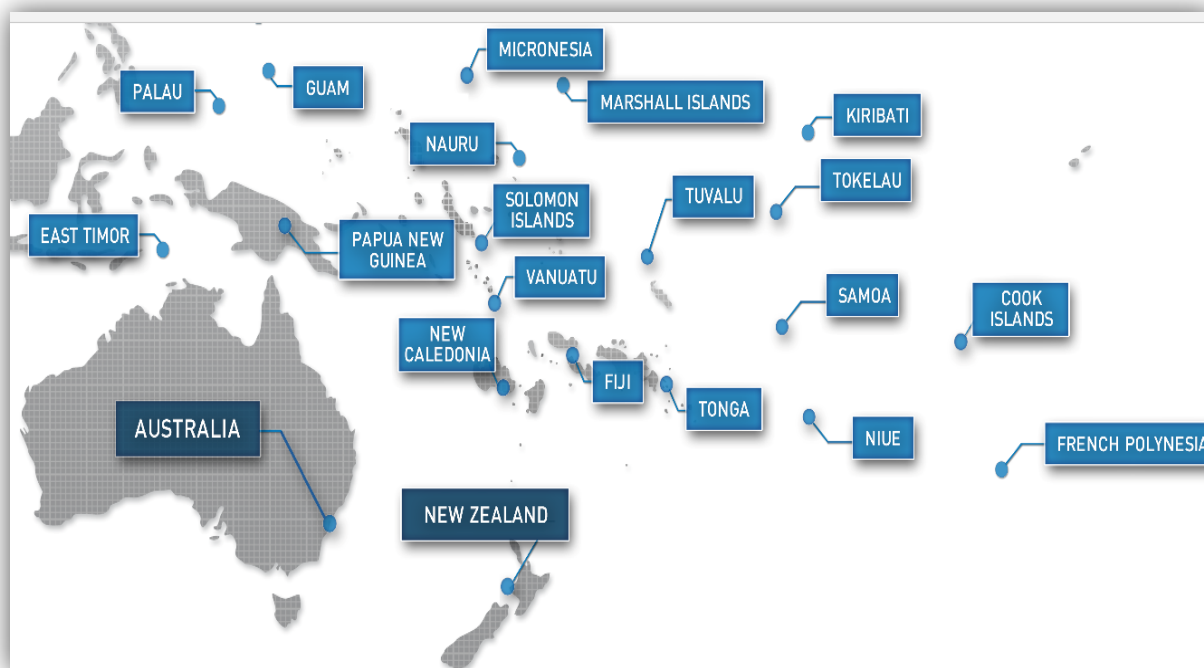 MICRONESIA
PALAU
GUAM
MARSHALL ISLANDS
KIRIBATI
NAURU
TOKELAU
TUVALU
SOLOMON
ISLANDS
EAST TIMOR
PAPUA NEW
GUINEA
VANUATU
SAMOA
COOK
ISLANDS
NEW
CALEDONIA
FIJI
TONGA
AUSTRALIA
NIUE
FRENCH POLYNESIA
NEW ZEALAND